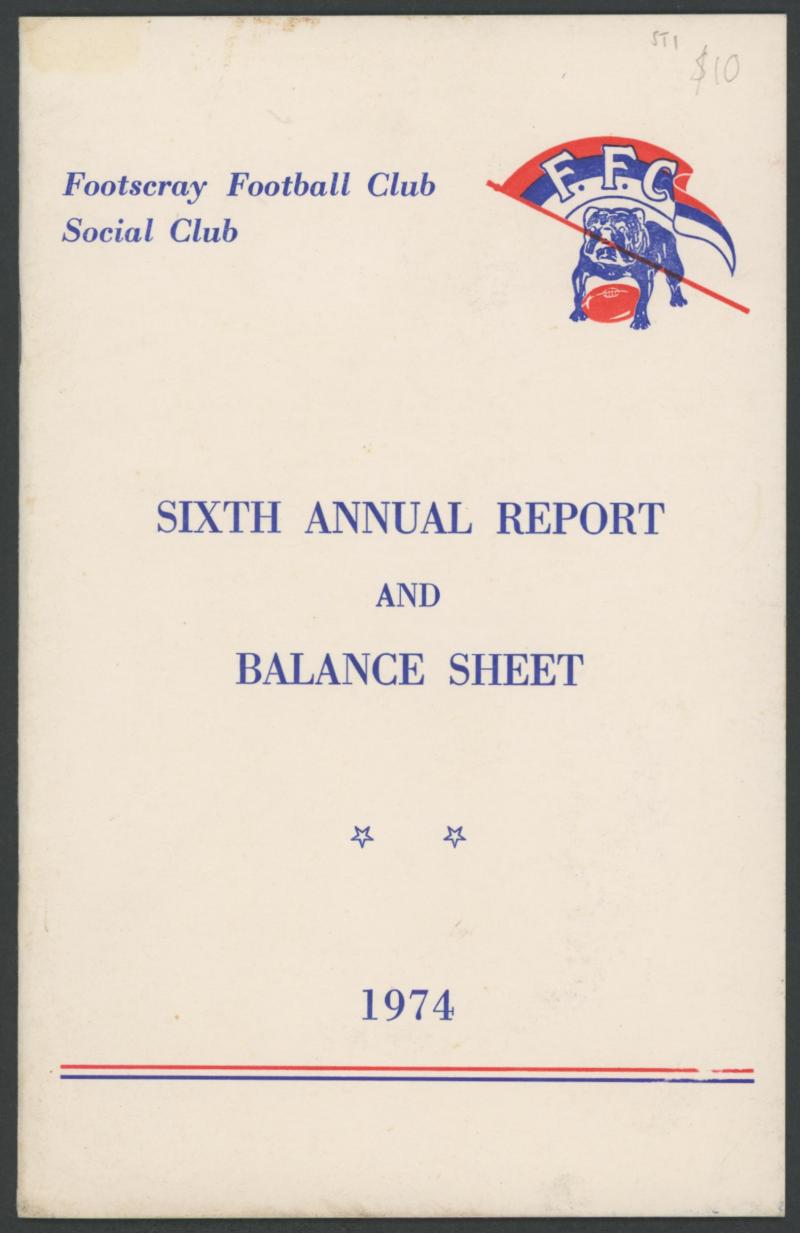 $10
F.F.C
Footscray Football Club
Social Club
SIXTH ANNUAL REPORT
AND
BALANCE SHEET
1974